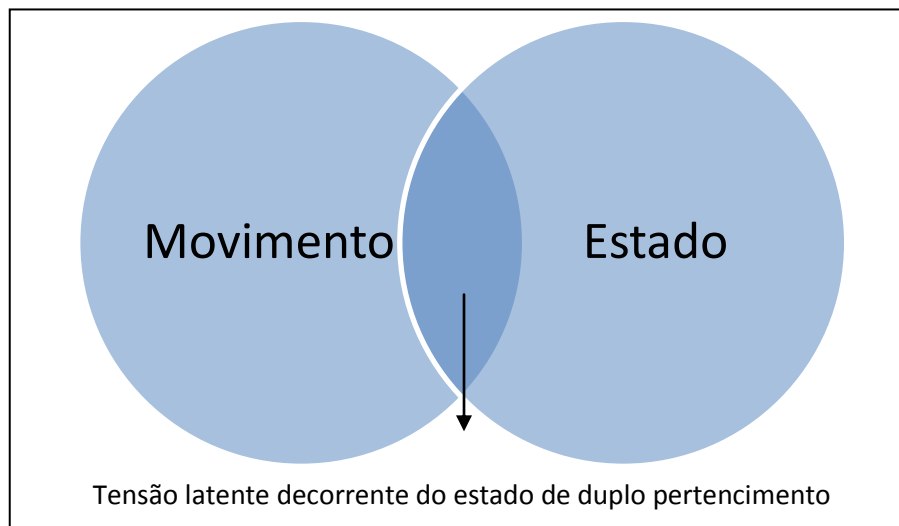 Movimento
Estado
Tensão latente decorrente do estado de duplo pertencimento